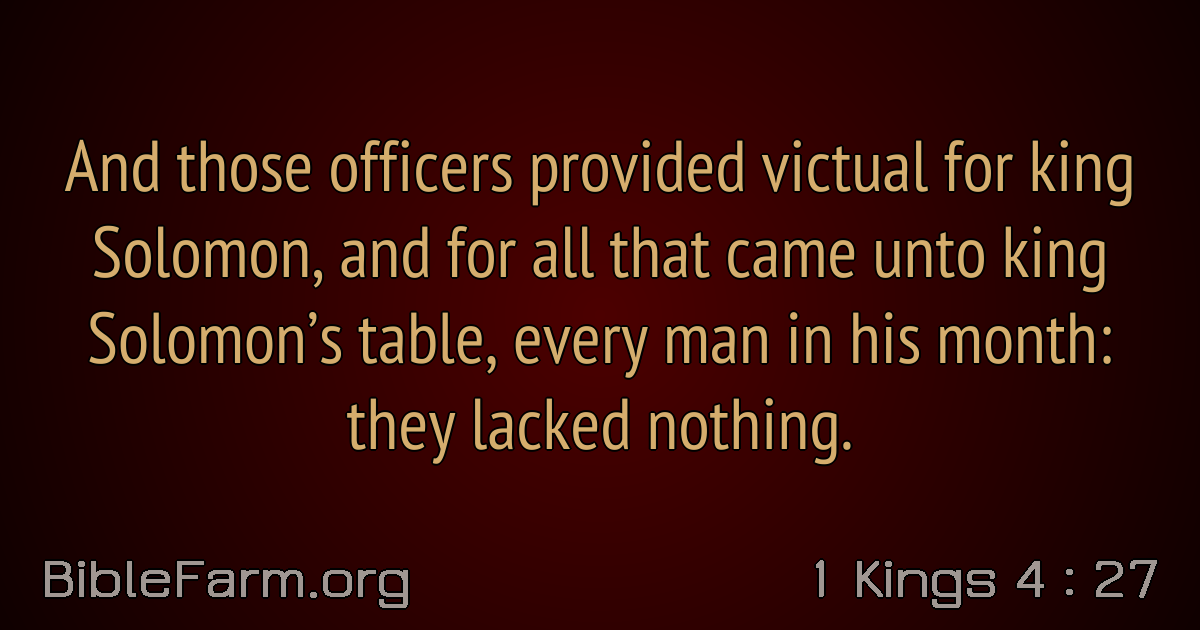 And those officers provided victual for king
Solomon, and for all that came unto king
Solomon’s table, every man in his month:
they lacked nothing.
BibleFarm.org
1 Kings 4 : 27